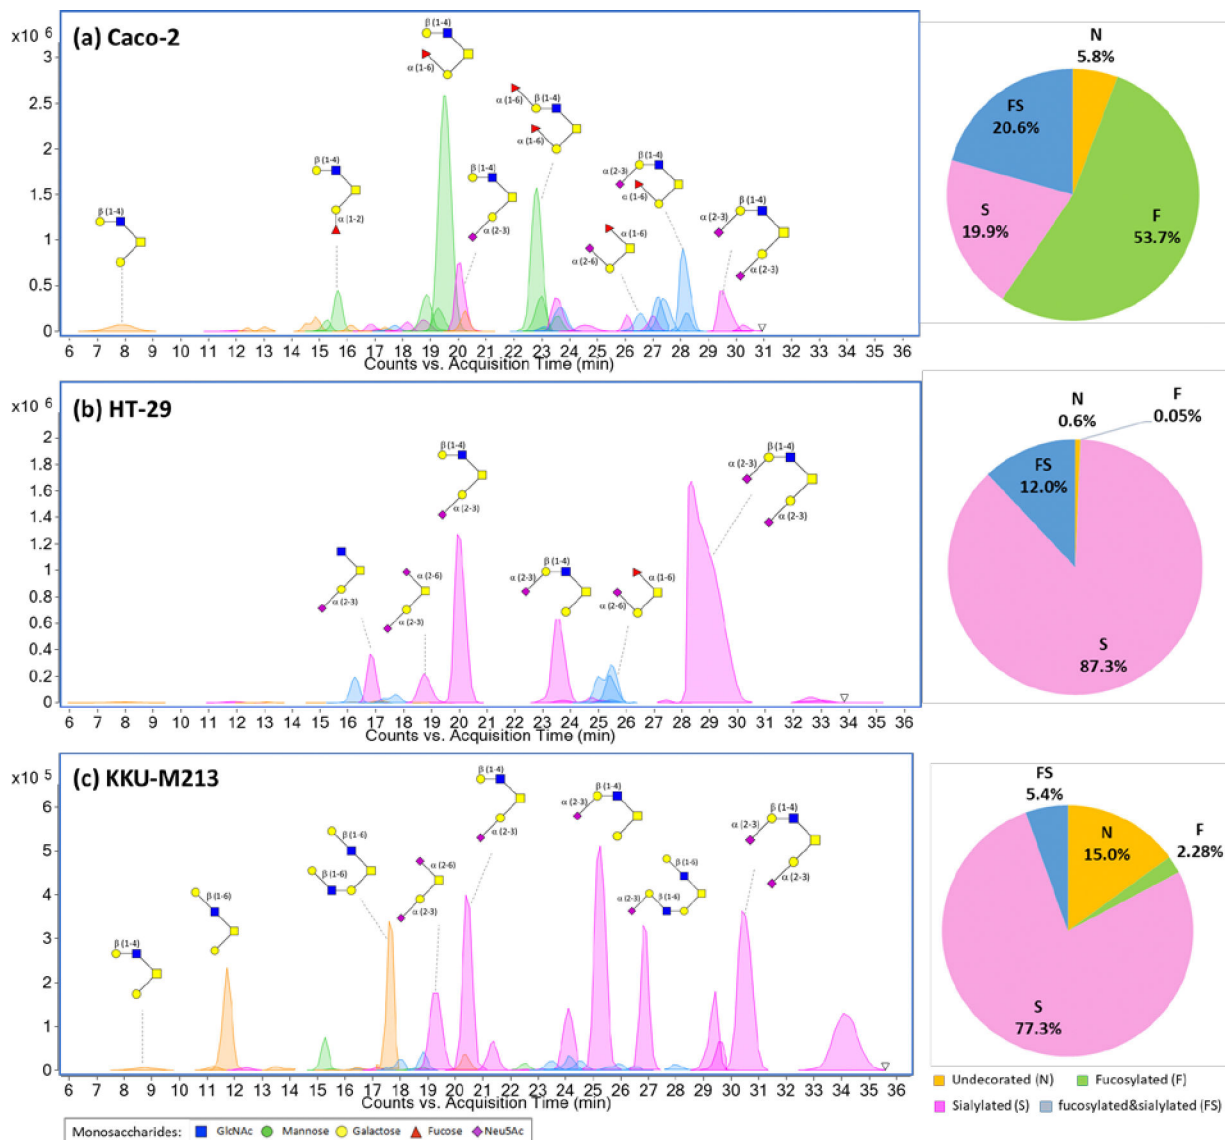 (a) Caco-2
x10 6
3
2.5
2
1.5
1
0.5
0
β (1-4)
β (1-4)
α (1-2)
β (1-4)
α (1-6)
β (1-4)
α (2-3)
α (1-6)
β (1-4)
α (1-6)
α (1-6)
α (2-6)
α (2-3)
β (1-4)
α (1-6)
β (1-4)
α (2-3)
α (2-3)
6 7 8 9 10 11 12 13 14 15 16 17 18 19 20 21 22 23 24 25 26 27 28 29 30 31 32 33 34 35 36
Counts vs. Acquisition Time (min)
N
5.8%
FS
20.6%
S
19.9%
F
53.7%
(b) HT-29
x10 6
2
1.8
1.6
1.4
1.2
1
0.8
0.6
0.4
0.2
0
α (2-3)
α (2-6)
α (2-3)
β (1-4)
α (2-3)
β (1-4)
α (2-3)
α (1-6)
α (2-6)
β (1-4)
α (2-3)
α (2-3)
6 7 8 9 10 11 12 13 14 15 16 17 18 19 20 21 22 23 24 25 26 27 28 29 30 31 32 33 34 35 36
Counts vs. Acquisition Time (min)
N
0.6%
F
0.05%
FS
12.0%
S
87.3%
(c) KKU-M213
x10 5
6
5
4
3
2
1
0
β (1-4)
β (1-6)
β (1-6)
β (1-6)
α (2-6)
α (2-3)
β (1-4)
α (2-3)
β (1-4)
α (2-3)
β (1-6)
α (2-3)
β (1-4)
α (2-3)
α (2-3)
6 7 8 9 10 11 12 13 14 15 16 17 18 19 20 21 22 23 24 25 26 27 28 29 30 31 32 33 34 35 36
Counts vs. Acquisition Time (min)
FS
5.4%
N
15.0%
F
2.28%
S
77.3%
Undecorated (N)
Fucosylated (F)
Sialylated (S)
fucosylated&sialylated (FS)
Monosaccharides: GlcNAc Mannose Galactose Fucose Neu5Ac